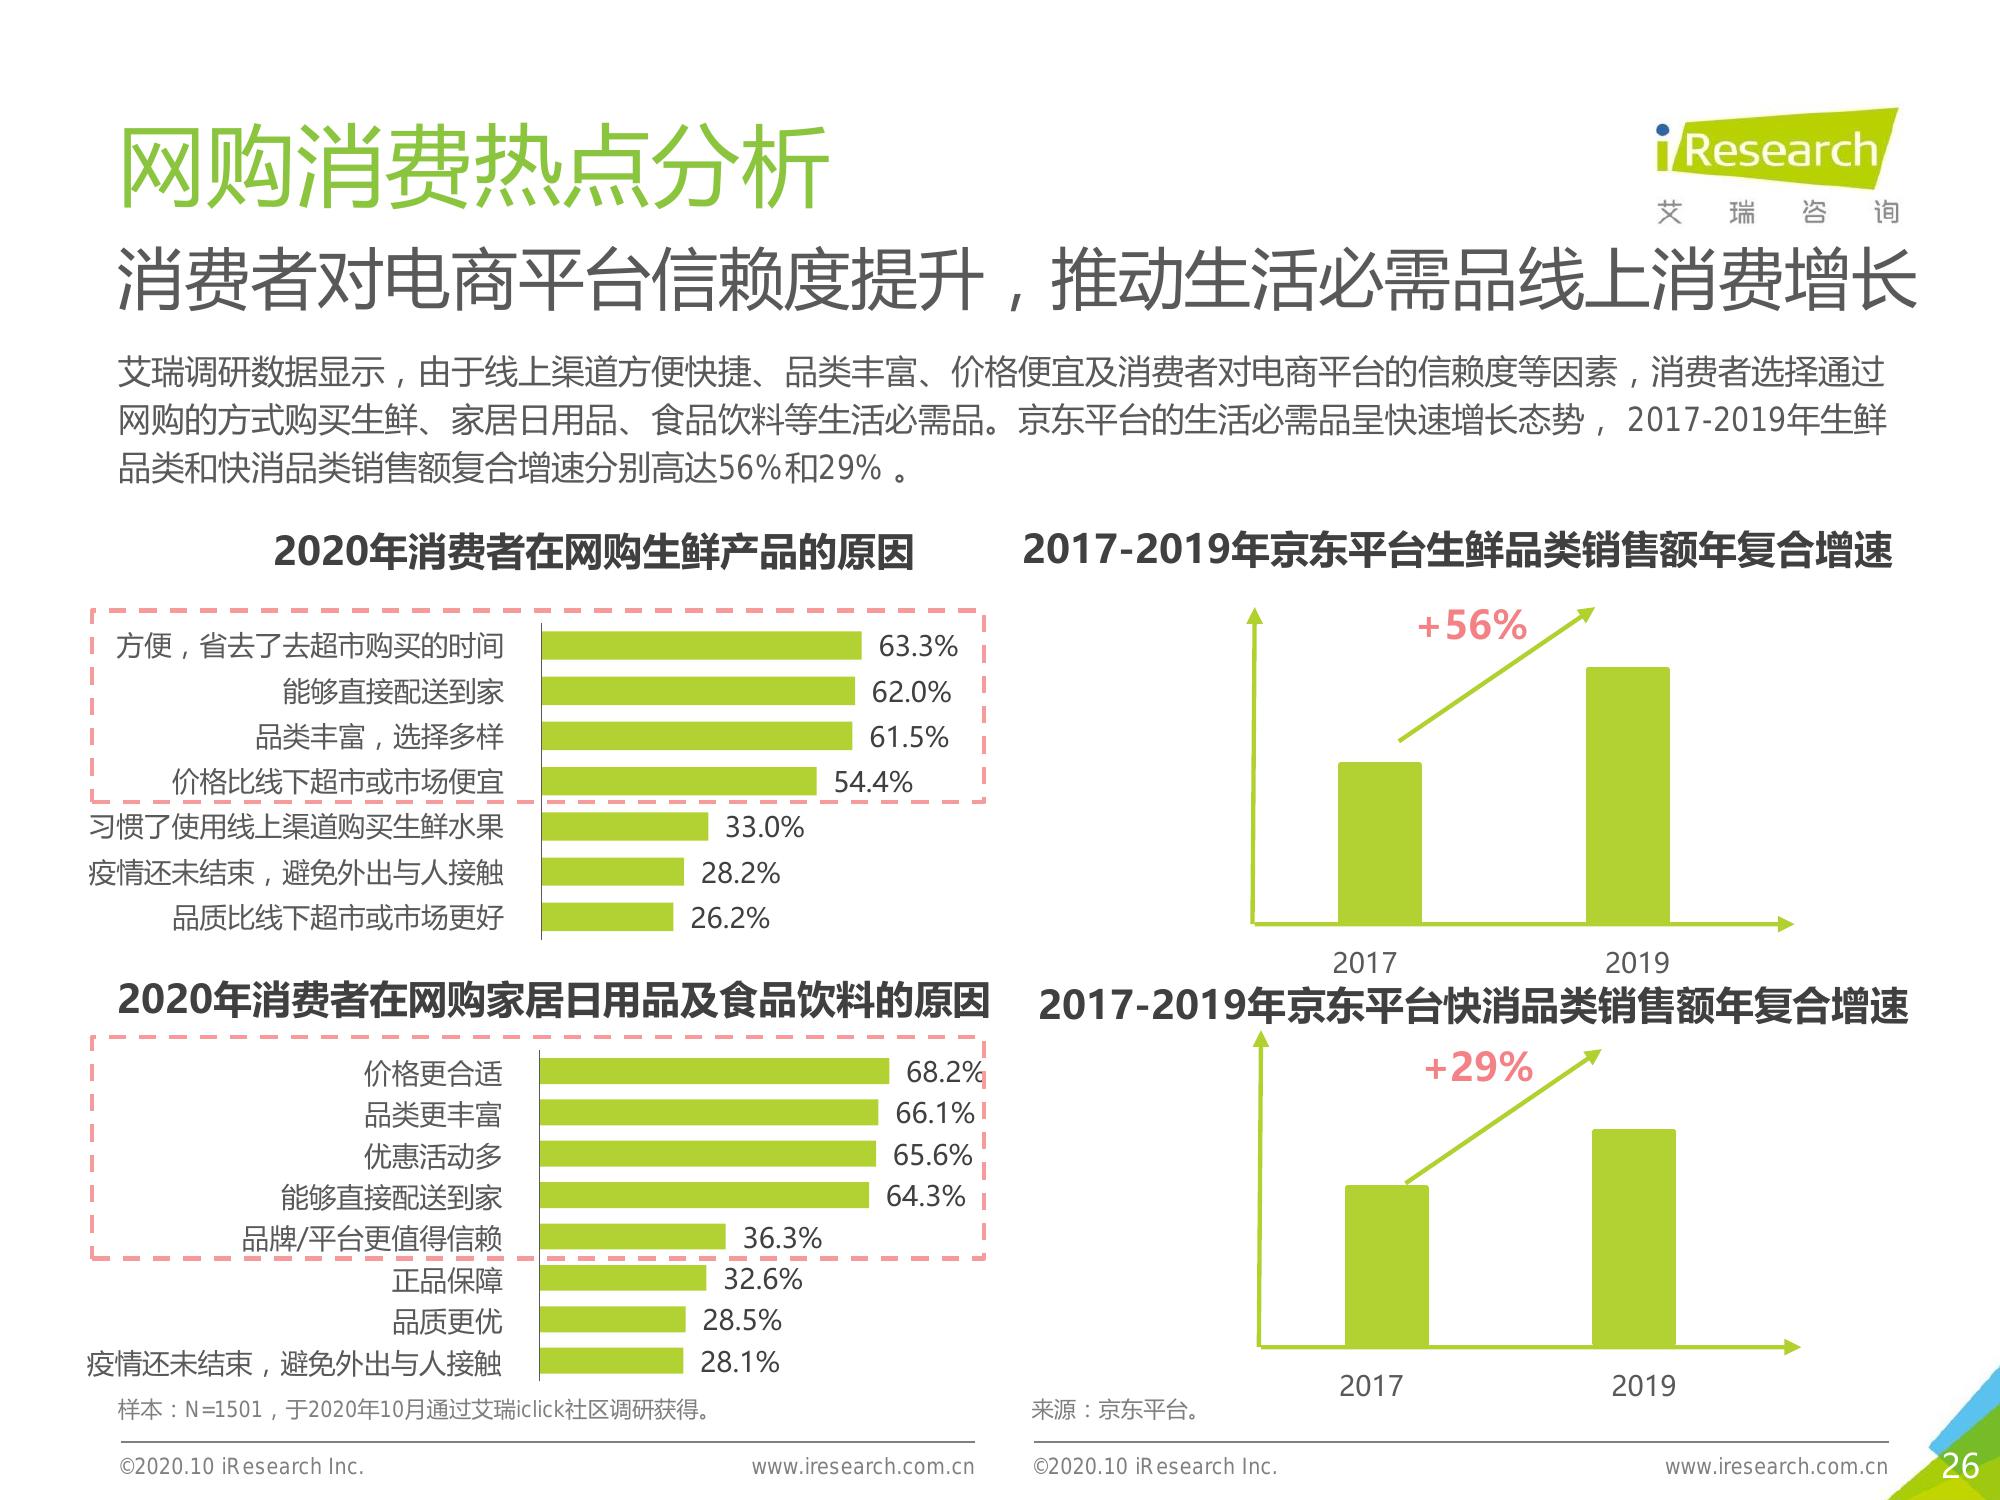 网购消费热点分析
iResearch
艾瑞咨询
消费者对电商平台信赖度提升，推动生活必需品线上消费增长
艾瑞调研数据显示，由于线上渠道方便快捷、品类丰富、价格便宜及消费者对电商平台的信赖度等因素，消费者选择通过
网购的方式购买生鲜、家居日用品、食品饮料等生活必需品。京东平台的生活必需品呈快速增长态势， 2017-2019年生鲜
品类和快消品类销售额复合增速分别高达56%和29% 。
2020年消费者在网购生鲜产品的原因
方便，省去了去超市购买的时间 63.3%
能够直接配送到家 62.0%
品类丰富，选择多样 61.5%
价格比线下超市或市场便宜 54.4%
习惯了使用线上渠道购买生鲜水果 33.0%
疫情还未结束，避免外出与人接触 28.2%
品质比线下超市或市场更好 26.2%
2017-2019年京东平台生鲜品类销售额年复合增速
+56%
2017 2019
2020年消费者在网购家居日用品及食品饮料的原因
价格更合适 68.2%
品类更丰富 66.1%
优惠活动多 65.6%
能够直接配送到家 64.3%
品牌/平台更值得信赖 36.3%
正品保障 32.6%
品质更优 28.5%
疫情还未结束，避免外出与人接触 28.1%
2017-2019年京东平台快消品类销售额年复合增速
+29%
2017 2019
样本：N=1501，于2020年10月通过艾瑞iclick社区调研获得。
来源：京东平台。
©2020.10 iResearch Inc. www.iresearch.com.cn
©2020.10 iResearch Inc. www.iresearch.com.cn
26